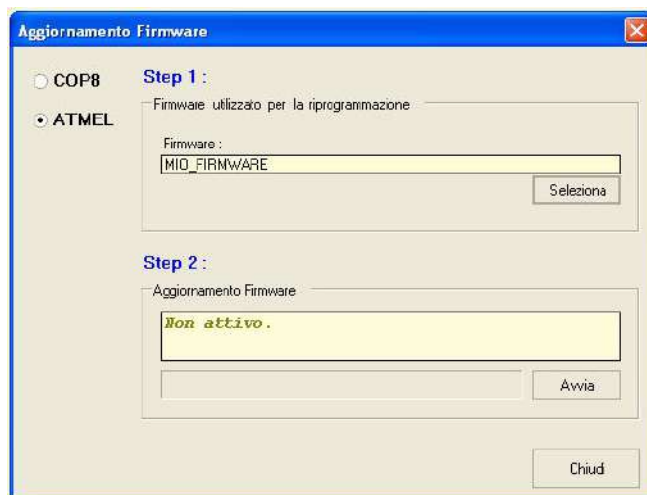 Aggiornamento Firmware
COP8
ATMEL
Step 1 :
Firmware utilizzato per la riprogrammazione
Firmware :
MIO_FIRMWARE
Seleziona
Step 2 :
Aggiornamento Firmware
Non attivo.
Avvia
Chiudi